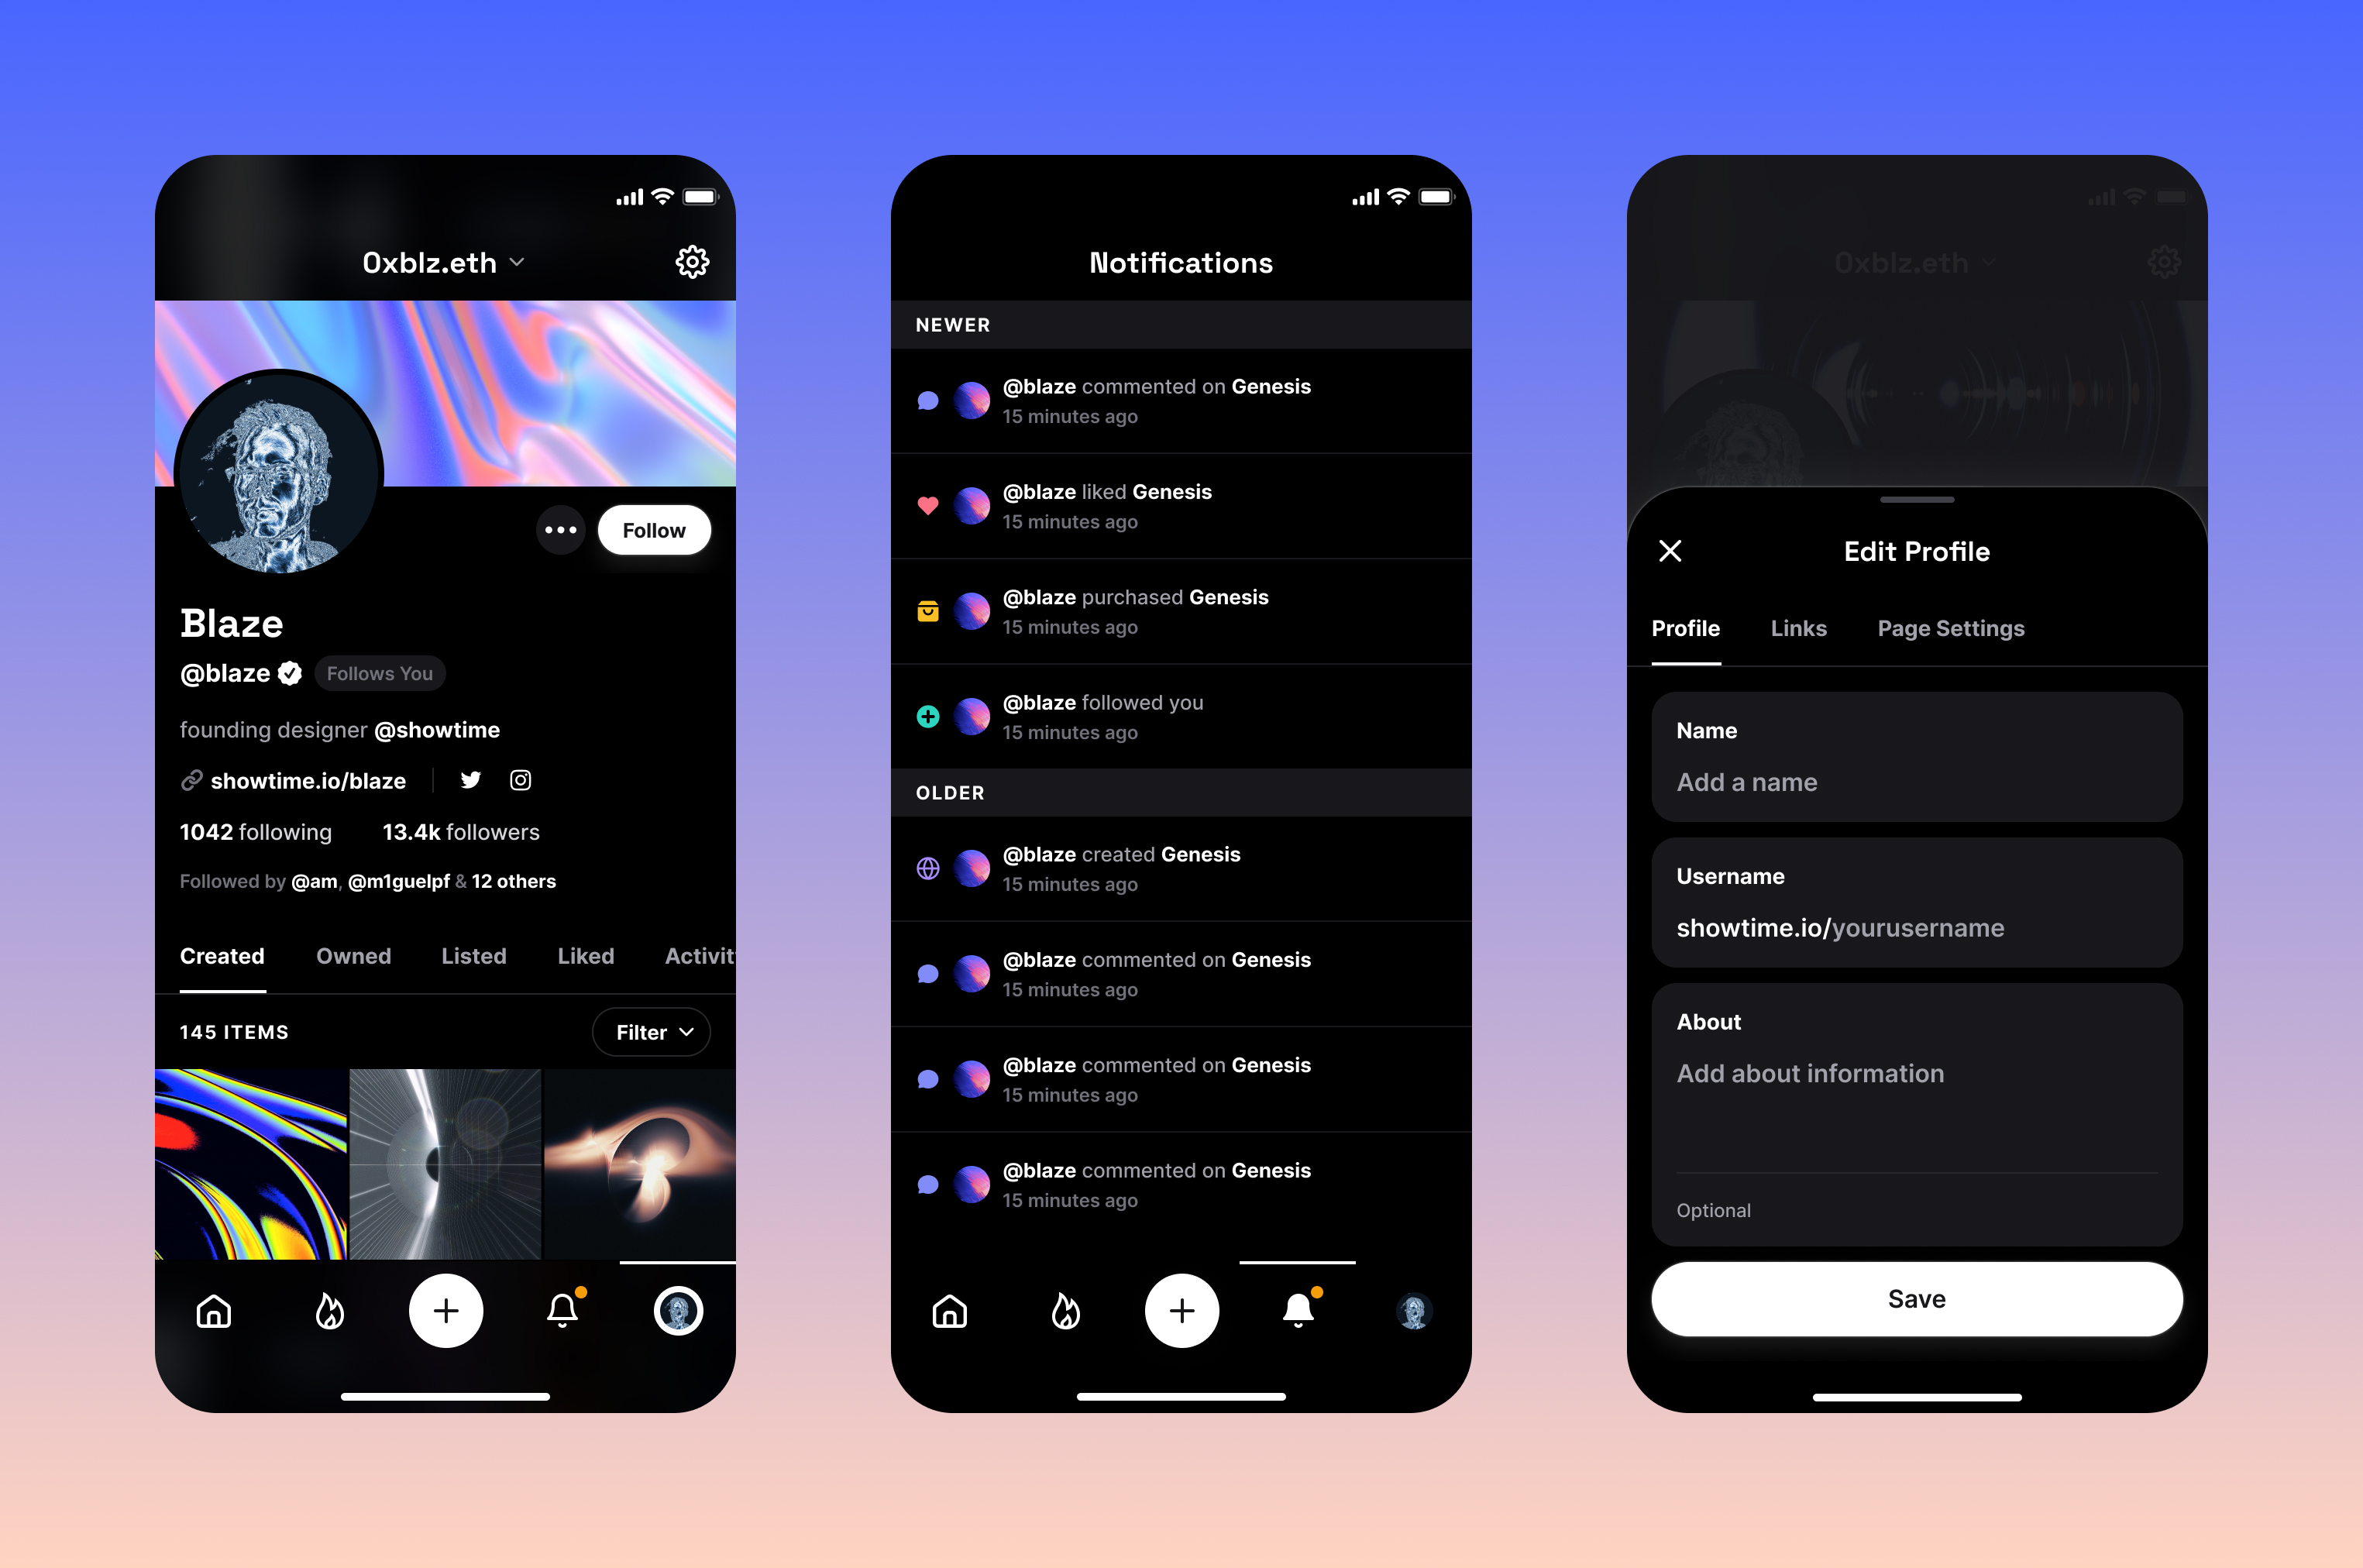 0xblz.eth
Follow
Blaze
@blaze Follows You
founding designer @showtime
showtime.io/blaze
1042 following 13.4k followers
Followed by @am, @m1guelpf & 12 others
Created Owned Listed Liked Activit
145 ITEMS Filter
Notifications
NEWER
@blaze commented on Genesis
15 minutes ago
@blaze liked Genesis
15 minutes ago
@blaze purchased Genesis
15 minutes ago
@blaze followed you
15 minutes ago
OLDER
@blaze created Genesis
15 minutes ago
@blaze commented on Genesis
15 minutes ago
@blaze commented on Genesis
15 minutes ago
@blaze commented on Genesis
15 minutes ago
0xblz.eth
Edit Profile
Profile Links Page Settings
Name
Add a name
Username
showtime.io/yourusername
About
Add about information
Optional
Save